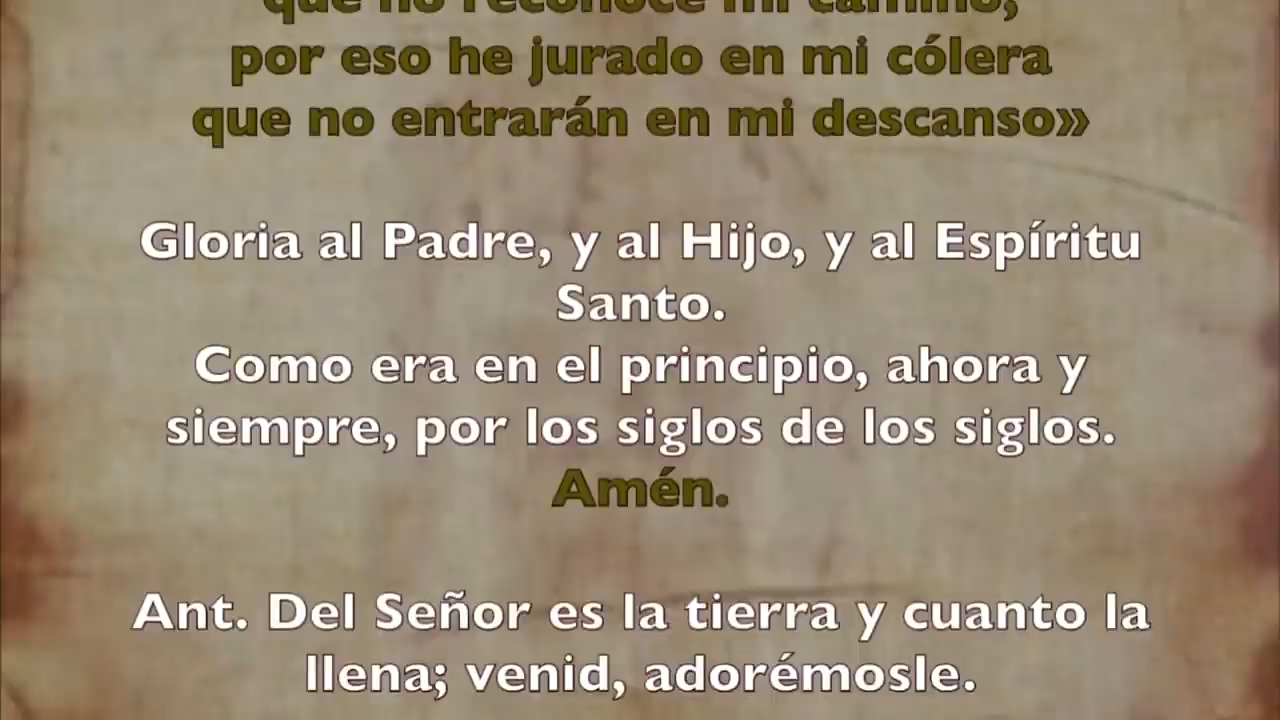 que no reconoce mi camino,
por eso he jurado en mi cólera
que no entrarán en mi descanso»
Gloria al Padre, y al Hijo, y al Espíritu
Santo.
Como era en el principio, ahora y
siempre, por los siglos de los siglos.
Amén.
Ant. Del Señor es la tierra y cuanto la
llena; venid, adorémosle.